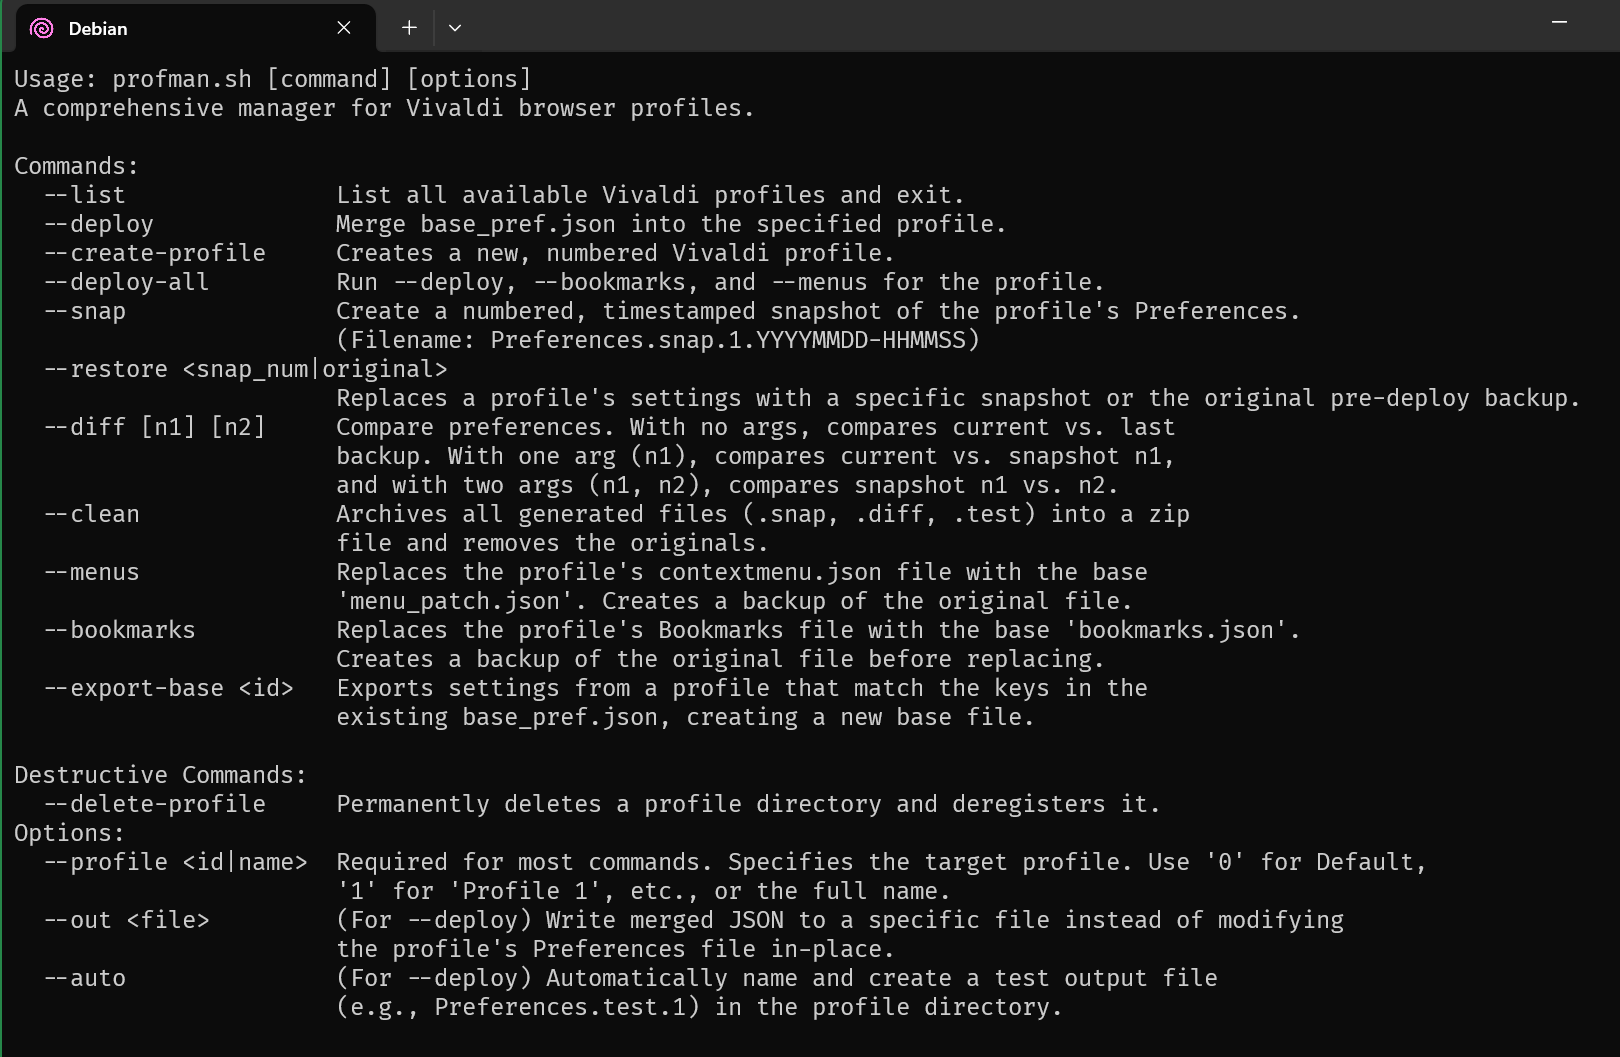 Debian
Usage: profman.sh [command] [options]
A comprehensive manager for Vivaldi browser profiles.

Commands:
  --list               List all available Vivaldi profiles and exit.
  --deploy             Merge base_pref.json into the specified profile.
  --create-profile     Creates a new, numbered Vivaldi profile.
  --deploy-all         Run --deploy, --bookmarks, and --menus for the profile.
  --snap               Create a numbered, timestamped snapshot of the profile's Preferences.
                       (Filename: Preferences.snap.1.YYYYMMDD-HHMMSS)
  --restore <snap_num|original>
                       Replaces a profile's settings with a specific snapshot or the original pre-deploy backup.
  --diff [n1] [n2]     Compare preferences. With no args, compares current vs. last
                       backup. With one arg (n1), compares current vs. snapshot n1,
                       and with two args (n1, n2), compares snapshot n1 vs. n2.
  --clean              Archives all generated files (.snap, .diff, .test) into a zip
                       file and removes the originals.
  --menus              Replaces the profile's contextmenu.json file with the base
                       'menu_patch.json'. Creates a backup of the original file.
  --bookmarks          Replaces the profile's Bookmarks file with the base 'bookmarks.json'.
                       Creates a backup of the original file before replacing.
  --export-base <id>   Exports settings from a profile that match the keys in the
                       existing base_pref.json, creating a new base file.

Destructive Commands:
  --delete-profile     Permanently deletes a profile directory and deregisters it.
Options:
  --profile <id|name>  Required for most commands. Specifies the target profile. Use '0' for Default,
                       '1' for 'Profile 1', etc., or the full name.
  --out <file>         (For --deploy) Write merged JSON to a specific file instead of modifying
                       the profile's Preferences file in-place.
  --auto               (For --deploy) Automatically name and create a test output file
                       (e.g., Preferences.test.1) in the profile directory.